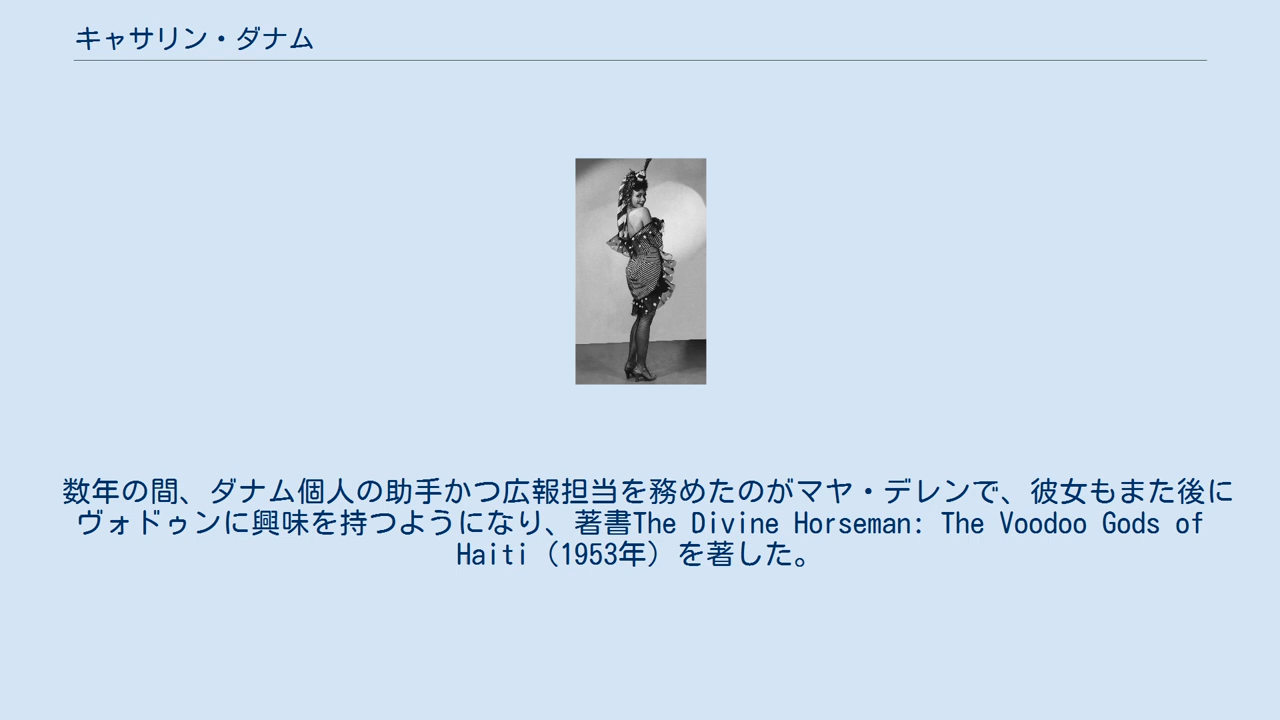 キャサリン・ダナム
数年の間、ダナム個人の助手かつ広報担当を務めたのがマヤ・デレンで、彼女もまた後に
ヴォドゥンに興味を持つようになり、著書The Divine Horseman: The Voodoo Gods of
Haiti（1953年）を著した。